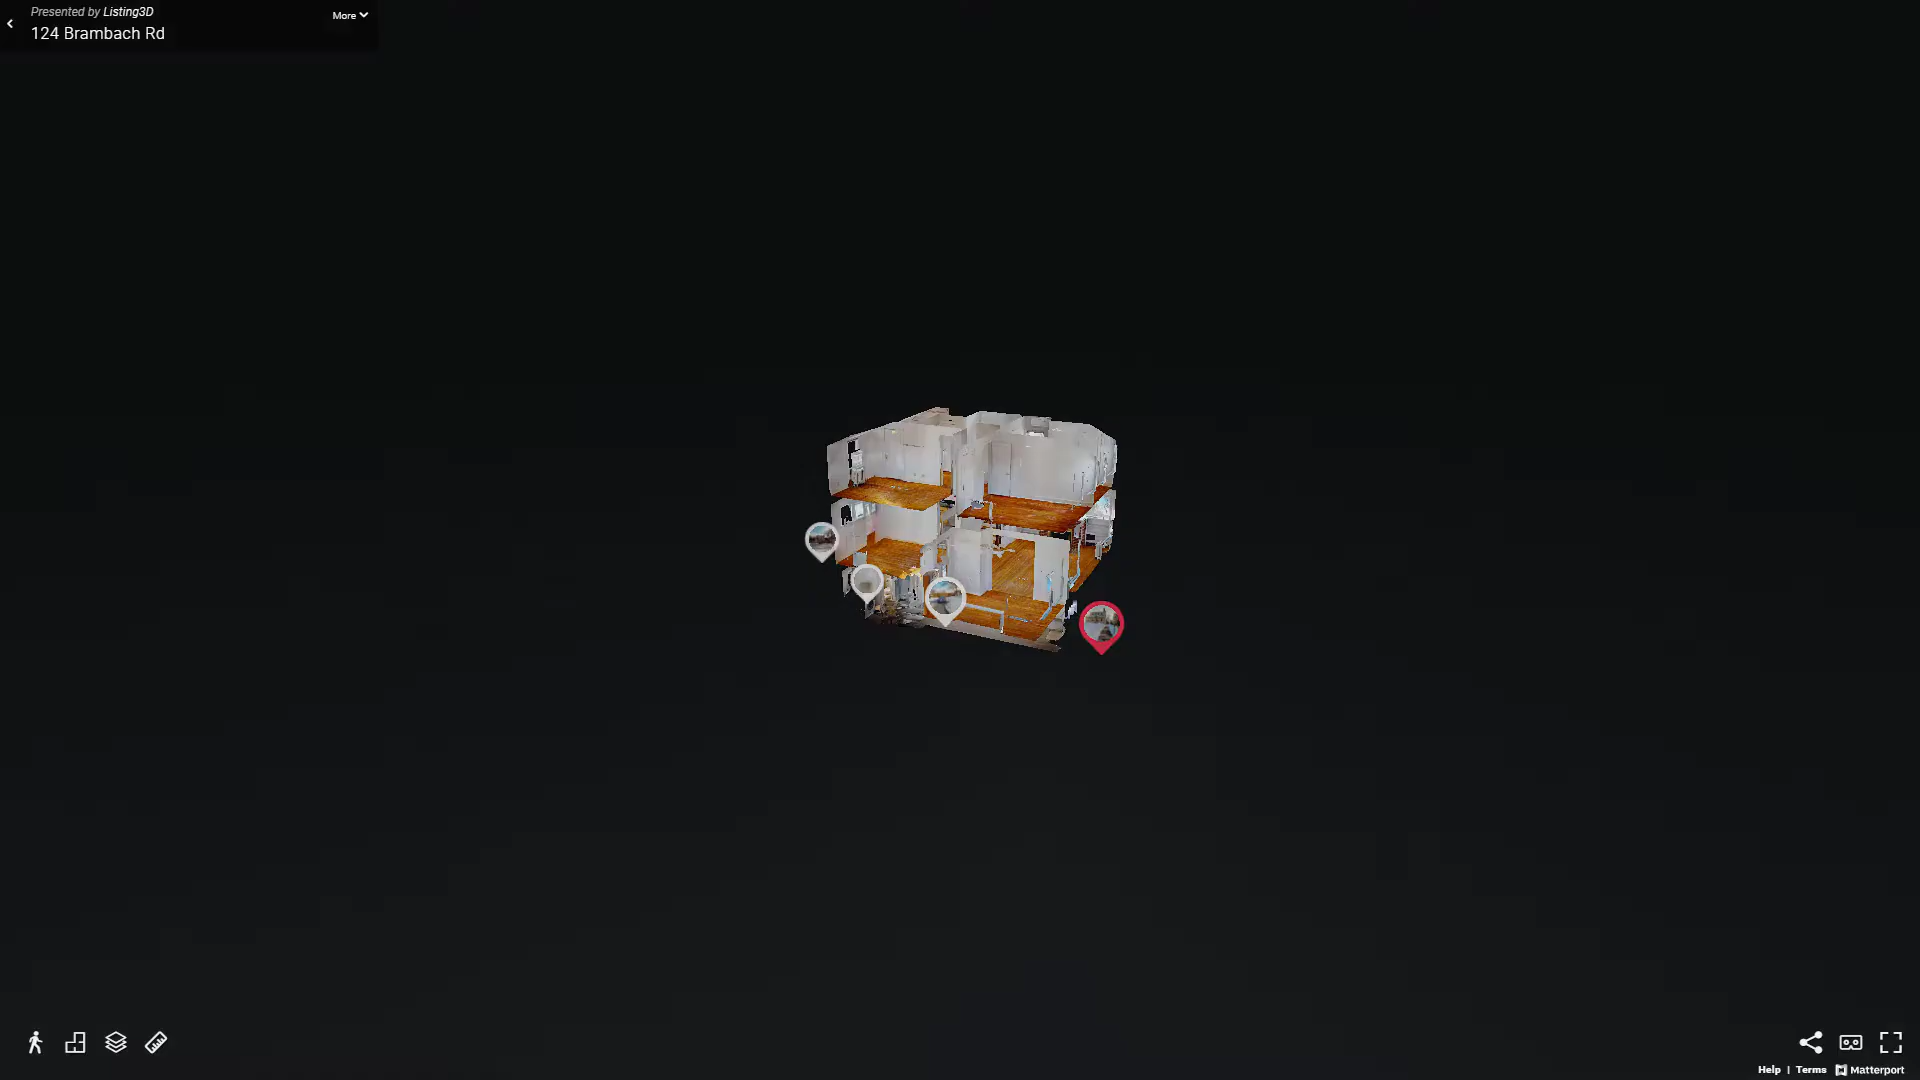 Presented by Listing3D
More
124 Brambach Rd
Help | Terms Matterport